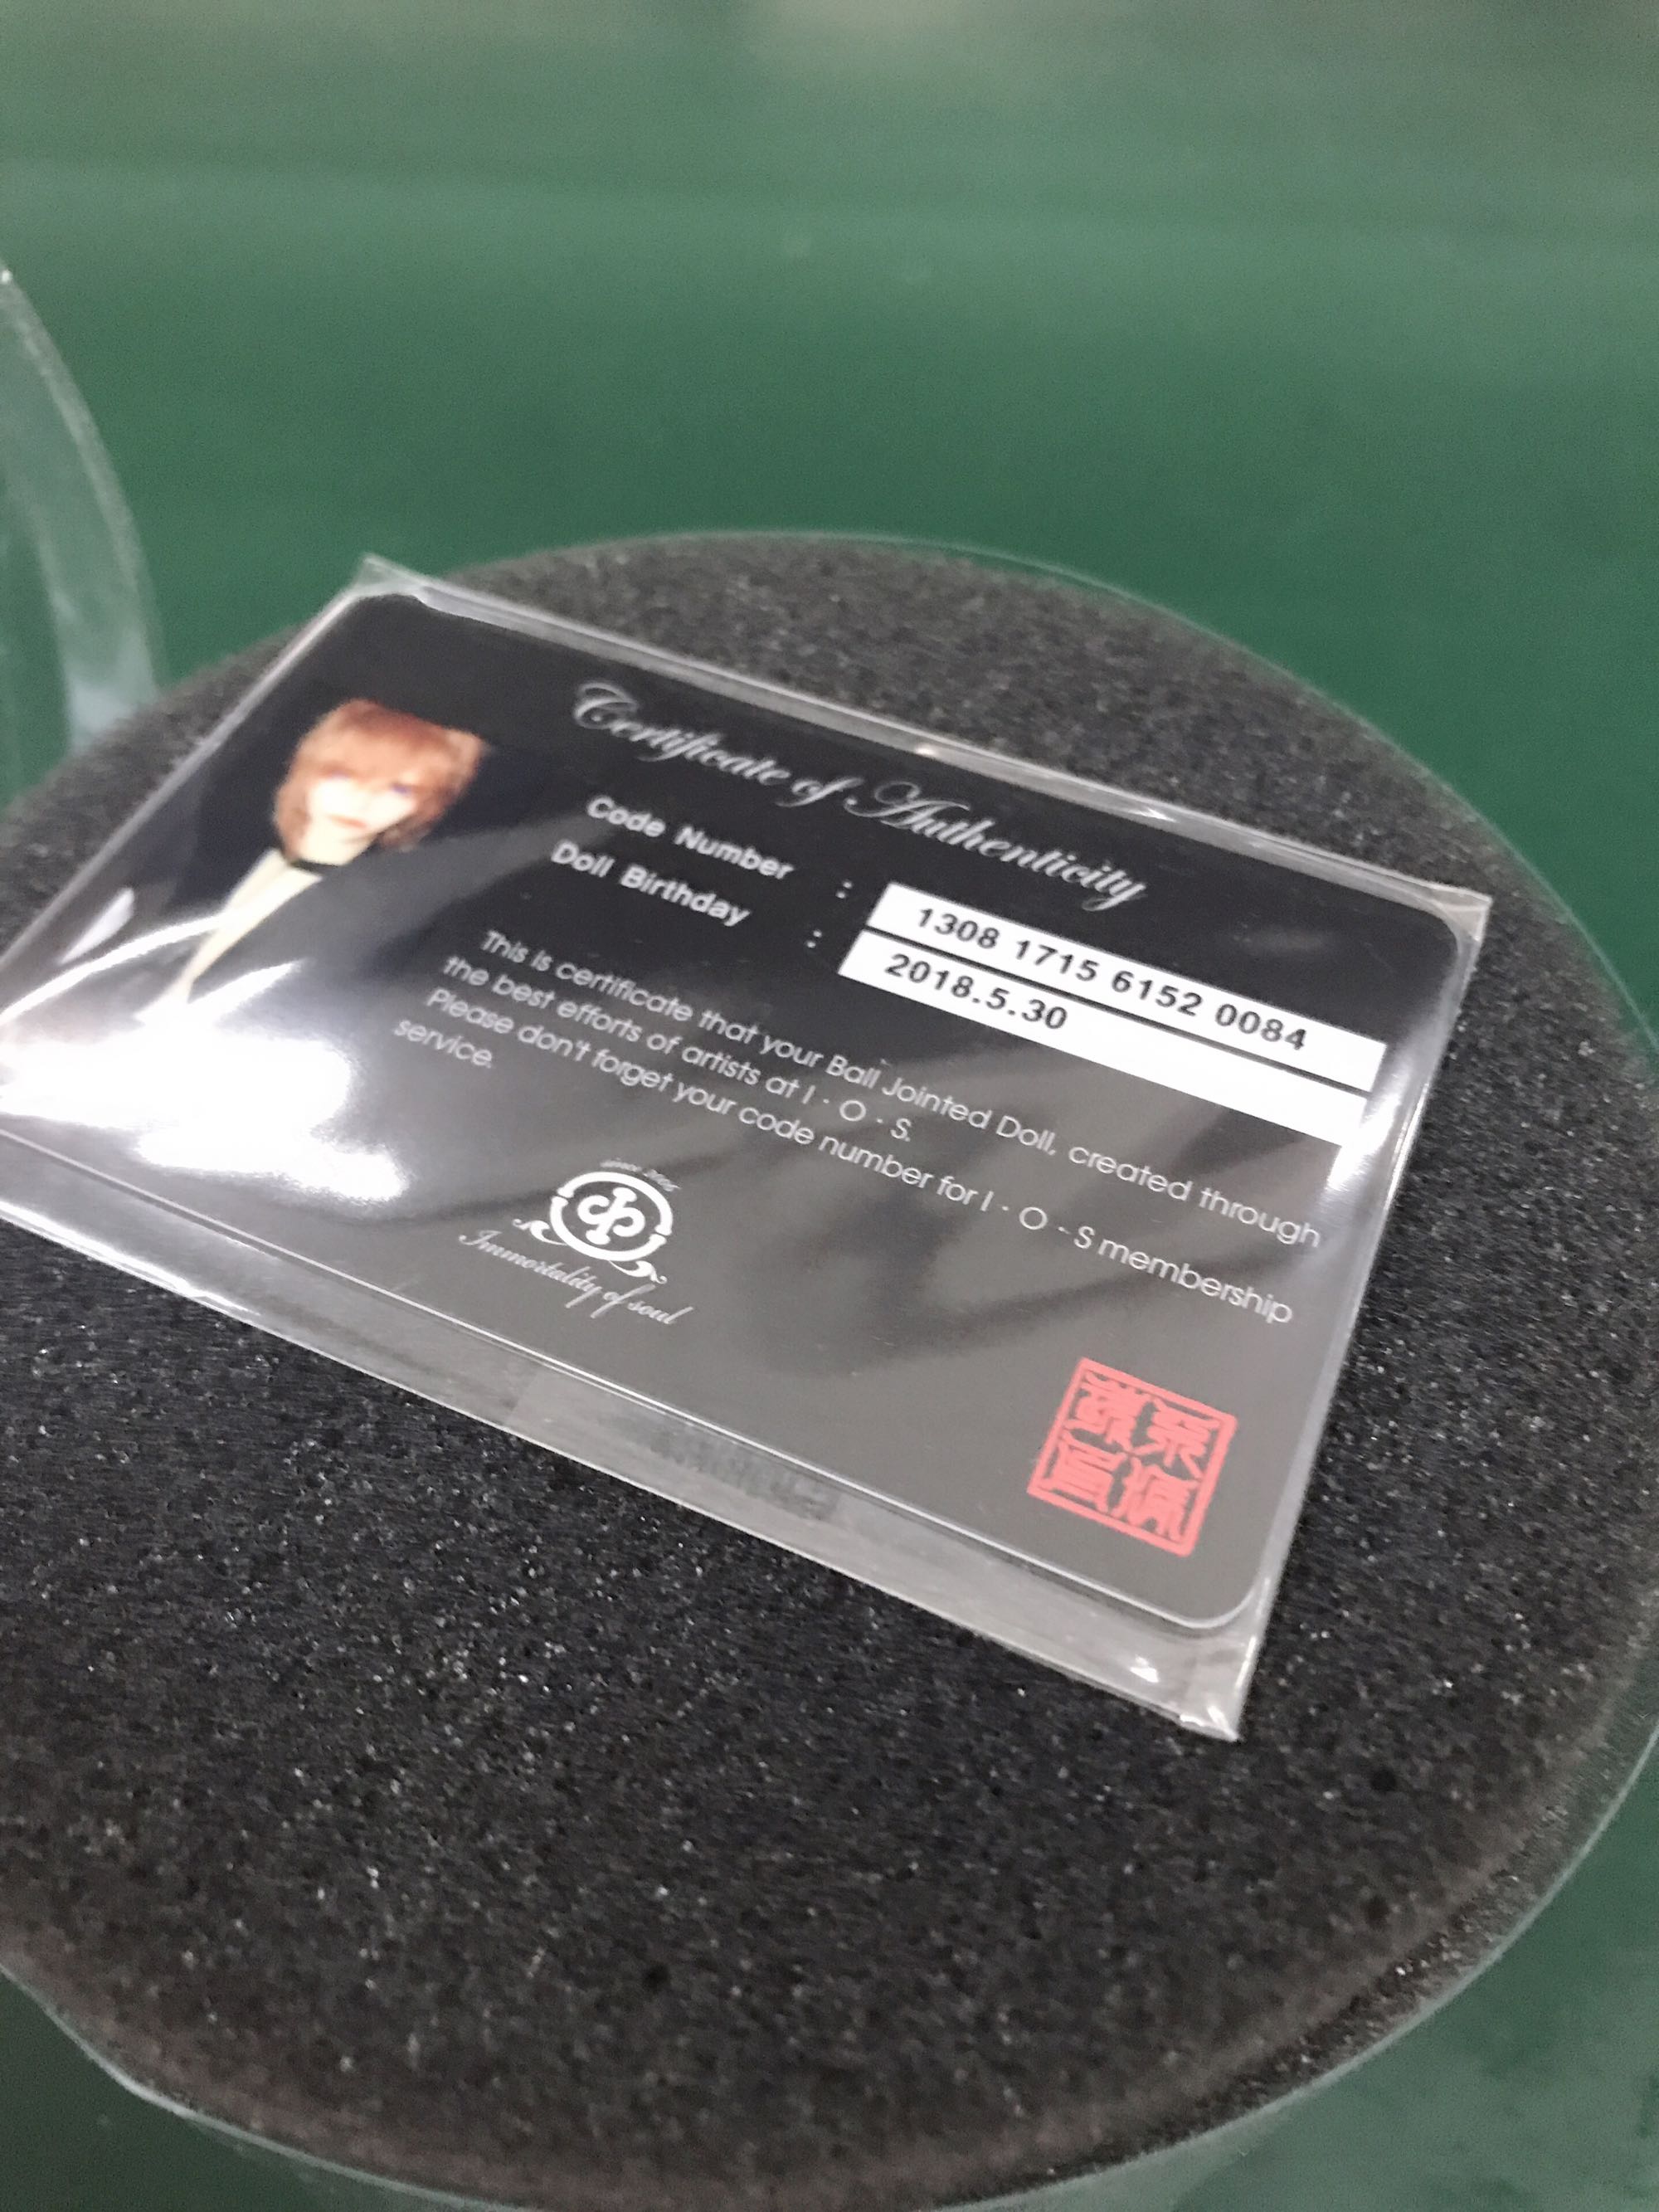 Certificate of Authenticity
Code Number : 1308 1715 6152 0084
Doll Birthday : 2018.5.30
This is certificate that your Ball Jointed Doll, created through
the best efforts of artists at I · O · S.
Please don't forget your code number for I · O · S membership
service.
since 2005
Immortality of soul